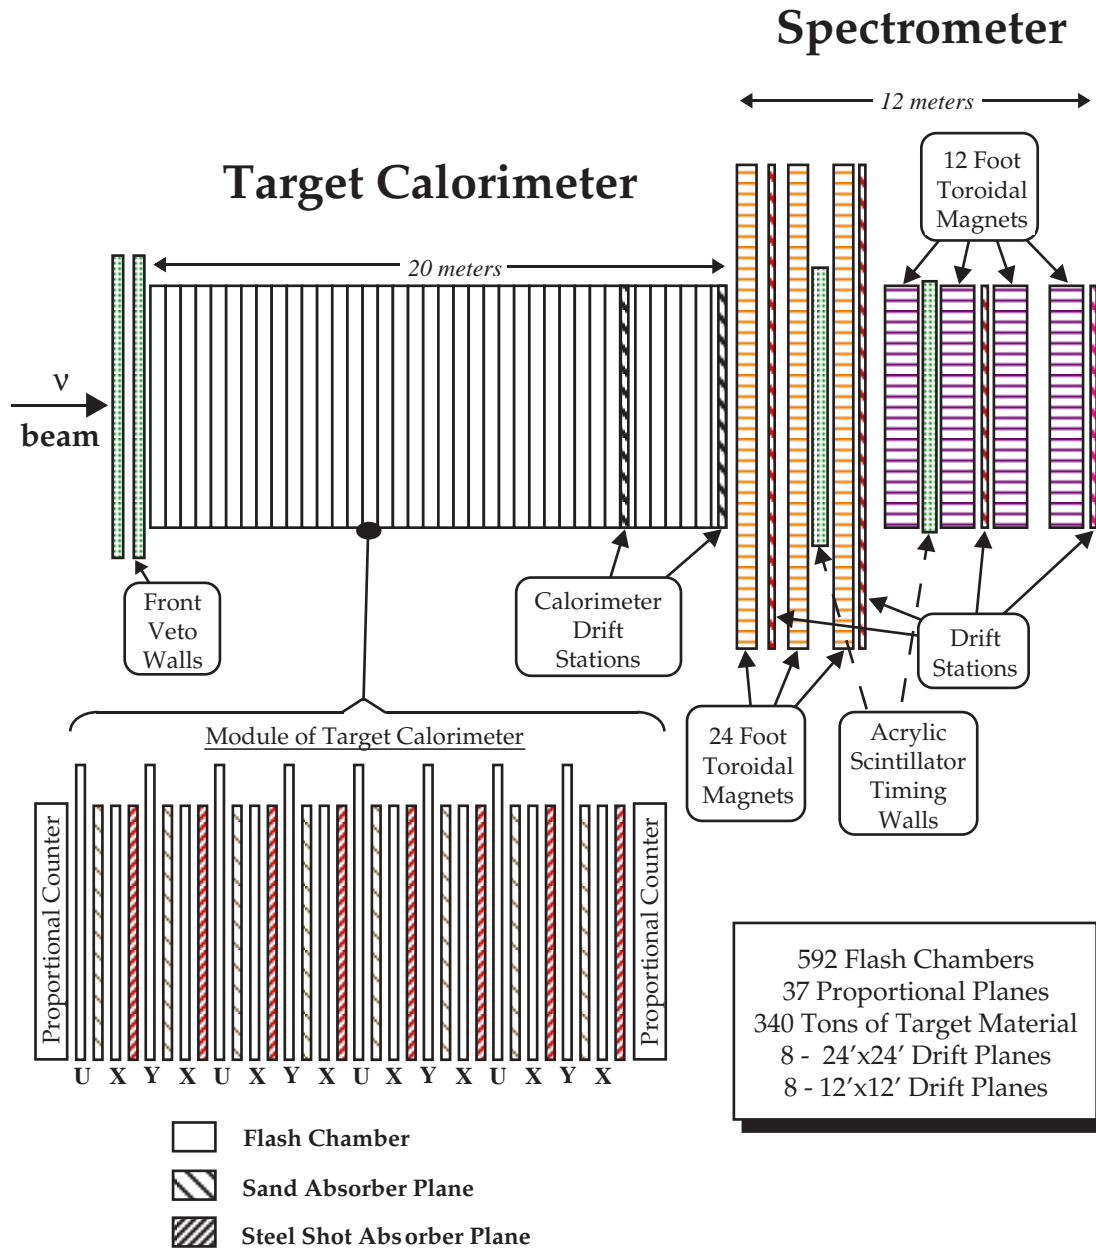 Spectrometer
12 meters
12 Foot
Toroidal
Magnets
Target Calorimeter
20 meters
ν
beam
Front
Veto
Walls
Calorimeter
Drift
Stations
Drift
Stations
24 Foot
Toroidal
Magnets
Acrylic
Scintillator
Timing
Walls
Module of Target Calorimeter
Proportional Counter
Proportional Counter
U X Y X U X Y X U X Y X U X Y X
592 Flash Chambers
37 Proportional Planes
340 Tons of Target Material
8 - 24'x24' Drift Planes
8 - 12'x12' Drift Planes
Flash Chamber
Sand Absorber Plane
Steel Shot Absorber Plane